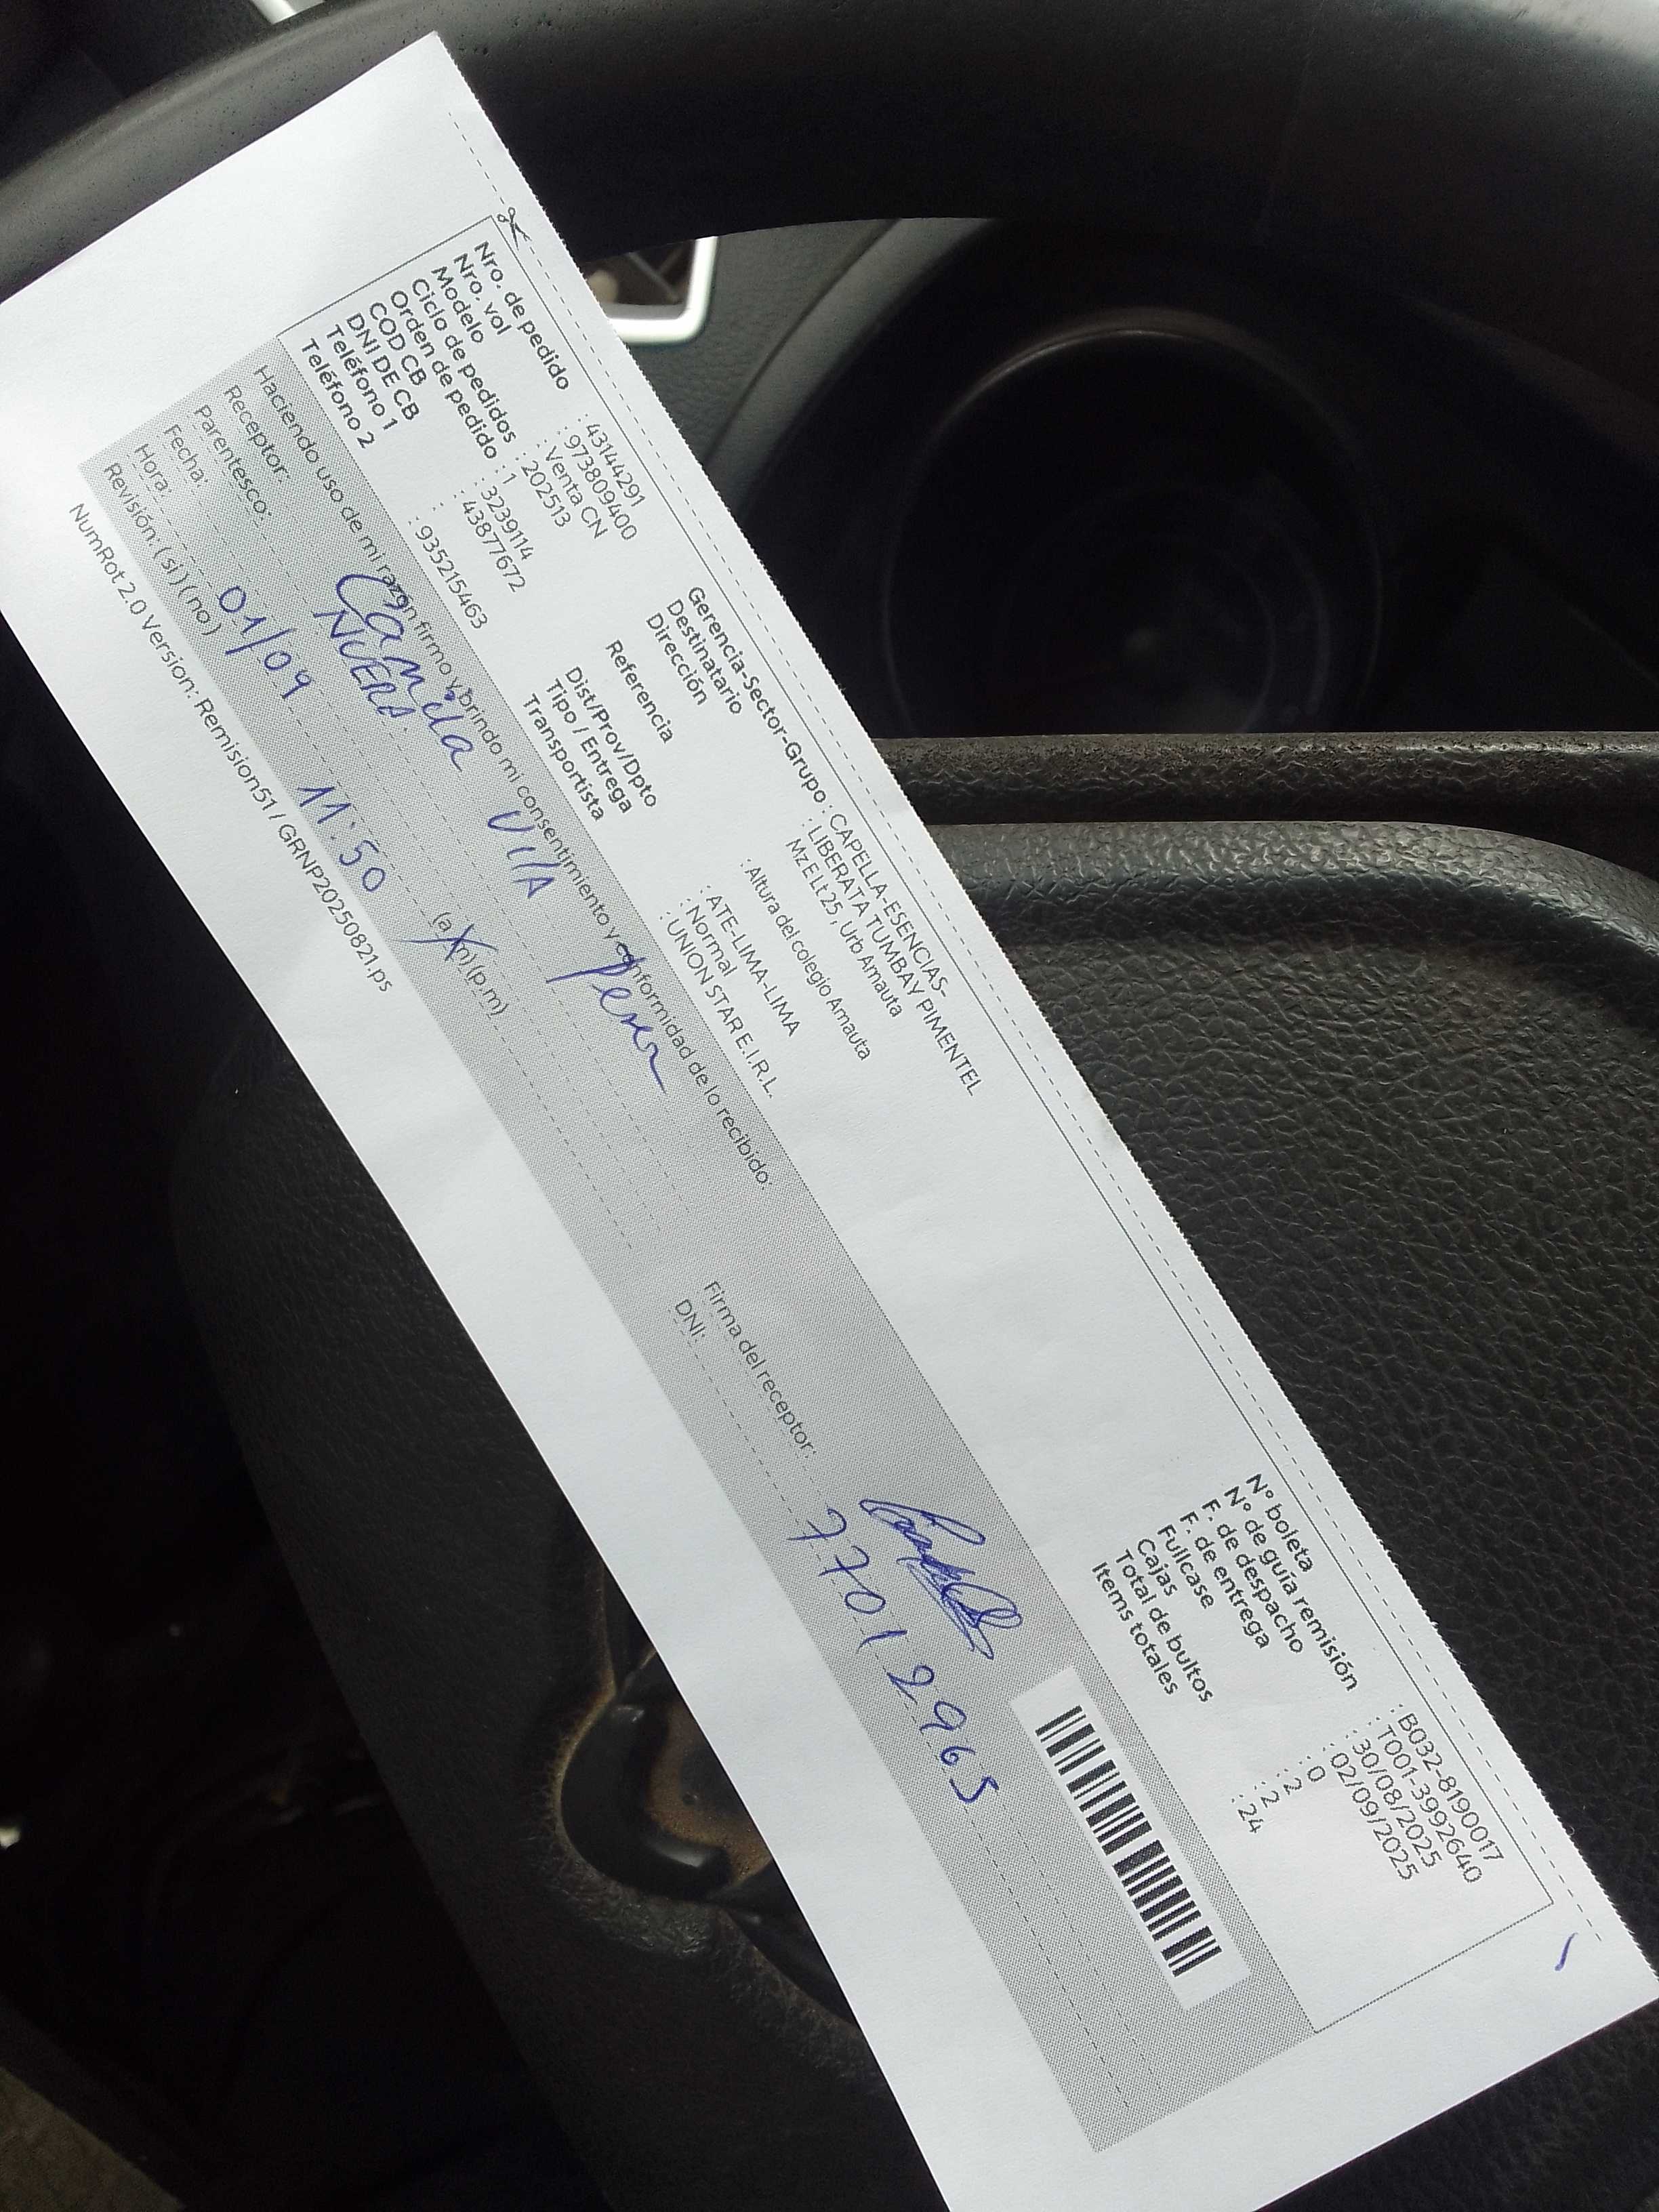 Nro. de pedido : 43144291
Nro. vol : 973809400
Modelo : Venta CN
Ciclo de pedidos : 202513
Orden de pedido : 1
COD CB : 3239114
DNI DE CB : 43877672
Teléfono 1 :
Teléfono 2 : 935215463
Gerencia-Sector-Grupo : CAPELLA-ESENCIAS-
Destinatario : LIBERATA TUMBAY PIMENTEL
Dirección : MzELt25, Urb Amauta
Referencia : Altura del colegio Amauta
Dist/Prov/Dpto : ATE-LIMA-LIMA
Tipo / Entrega : Normal
Transportista : UNION STAR E.I.R.L.
N° boleta : B032-8190017
N° de guía remisión : T001-3992640
F. de despacho : 30/08/2025
F. de entrega : 02/09/2025
Fullcase : 0
Cajas : 2
Total de bultos : 2
Items totales : 24
Haciendo uso de mi razón firmo y brindo mi consentimiento y conformidad de lo recibido:
Receptor: Camila Vila
Parentesco: NUERA
Fecha: 01/09
Hora: 11:50 (a.m) (p.m)
Revisión: (si) (no)
Firma del receptor:
DNI: 77012965
NumRot 2.0 Version: Remision51 / GRNP20250821.ps